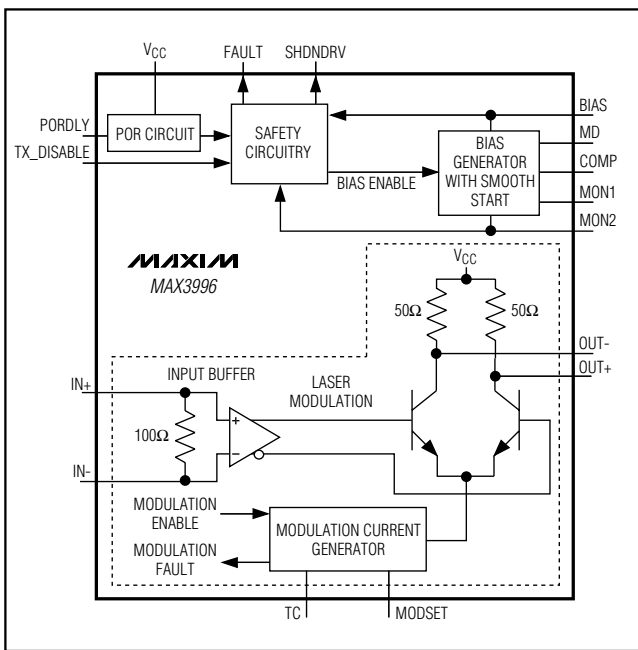 VCC
FAULT
SHDNDRV
PORDLY
POR CIRCUIT
TX_DISABLE
SAFETY
CIRCUITRY
BIAS ENABLE
BIAS
GENERATOR
WITH SMOOTH
START
BIAS
MD
COMP
MON1
MON2
MAXIM
MAX3996
VCC
50Ω
50Ω
OUT-
OUT+
IN+
INPUT BUFFER
LASER
MODULATION
100Ω
+
−
IN-
MODULATION
ENABLE
MODULATION
FAULT
MODULATION CURRENT
GENERATOR
TC
MODSET